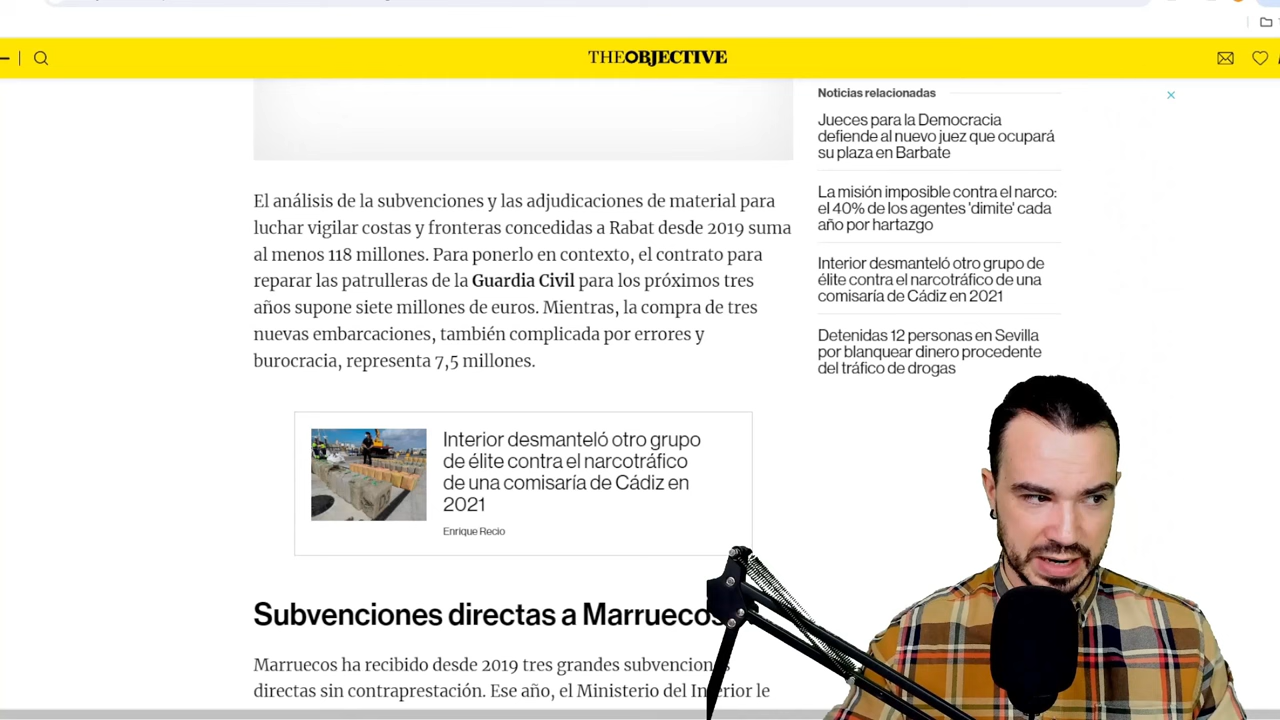 THEOBJECTIVE
El análisis de la subvenciones y las adjudicaciones de material para
luchar vigilar costas y fronteras concedidas a Rabat desde 2019 suma
al menos 118 millones. Para ponerlo en contexto, el contrato para
reparar las patrulleras de la Guardia Civil para los próximos tres
años supone siete millones de euros. Mientras, la compra de tres
nuevas embarcaciones, también complicada por errores y
burocracia, representa 7,5 millones.
Interior desmanteló otro grupo
de élite contra el narcotráfico
de una comisaría de Cádiz en
2021
Enrique Recio
Subvenciones directas a Marruecos
Marruecos ha recibido desde 2019 tres grandes subvenciones
directas sin contraprestación. Ese año, el Ministerio del Interior le
Noticias relacionadas
Jueces para la Democracia
defiende al nuevo juez que ocupará
su plaza en Barbate
La misión imposible contra el narco:
el 40% de los agentes 'dimite' cada
año por hartazgo
Interior desmanteló otro grupo de
élite contra el narcotráfico de una
comisaría de Cádiz en 2021
Detenidas 12 personas en Sevilla
por blanquear dinero procedente
del tráfico de drogas